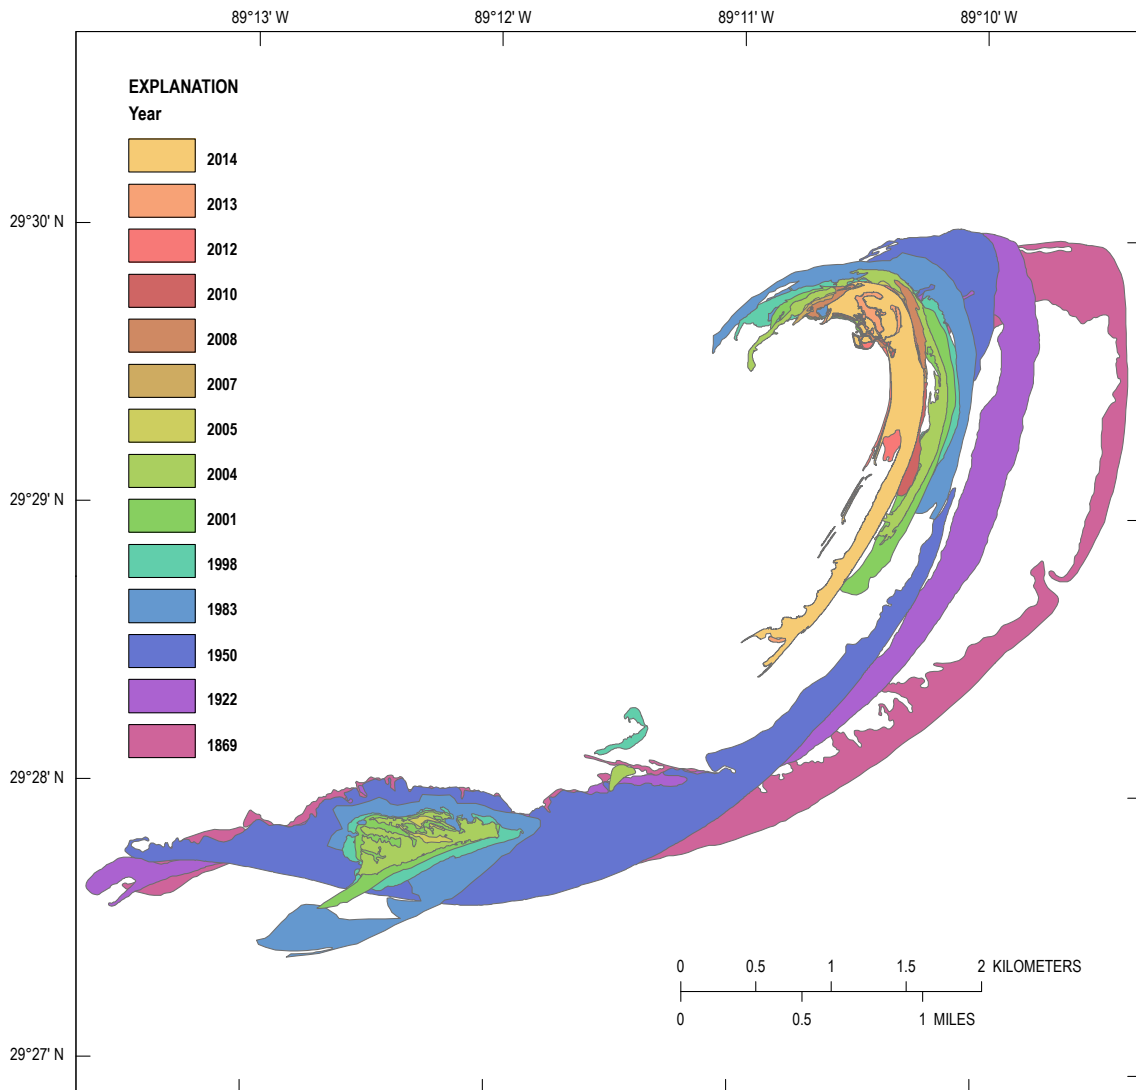 89°13' W 89°12' W 89°11' W 89°10' W
EXPLANATION
Year
2014
2013
2012
2010
2008
2007
2005
2004
2001
1998
1983
1950
1922
1869
29°30' N
29°29' N
29°28' N
29°27' N
0 0.5 1 1.5 2 KILOMETERS
0 0.5 1 MILES